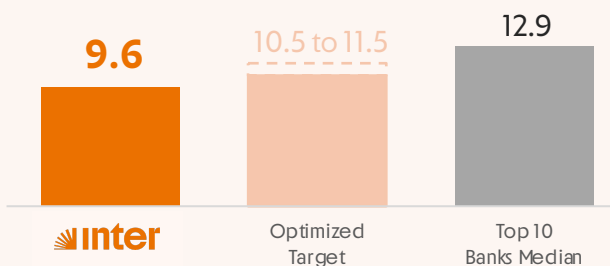 9.6
10.5 to 11.5
12.9
inter
Optimized
Target
Top 10
Banks Median